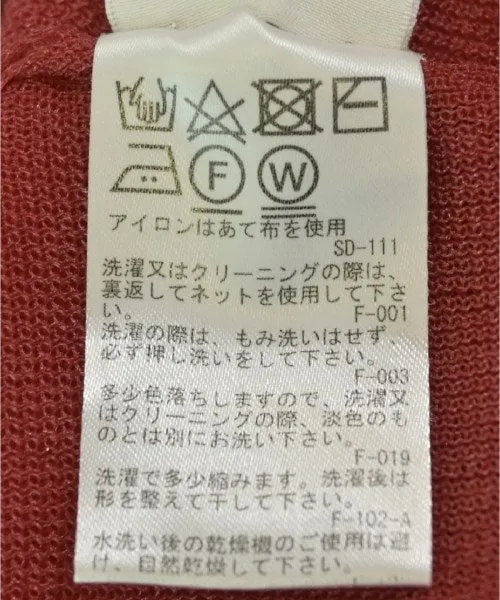 F W
アイロンはあて布を使用
SD-111
洗濯又はクリーニングの際は、
裏返してネットを使用して下さ
い。 F-001
洗濯の際は、もみ洗いはせず、
必ず押し洗いをして下さい。
F-003
多少色落ちしますので、洗濯又
はクリーニングの際、淡色のも
のとは別にお洗い下さい。
F-019
洗濯で多少縮みます。洗濯後は
形を整えて干して下さい。
F-102-A
水洗い後の乾燥機のご使用は避
け、自然乾燥して下さい。